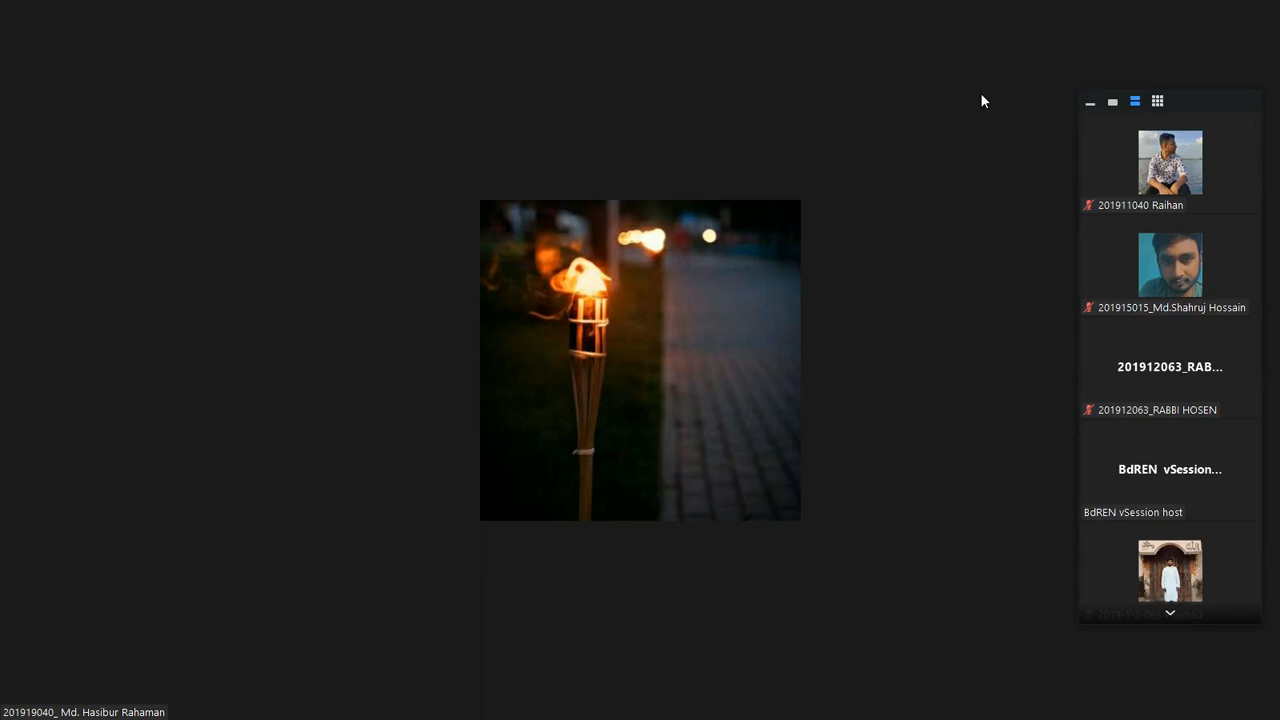 201911040 Raihan
201915015_Md.Shahruj Hossain
201912063_RAB...
201912063_RABBI HOSEN
BdREN vSession...
BdREN vSession host
201919040_ Md. Hasibur Rahaman